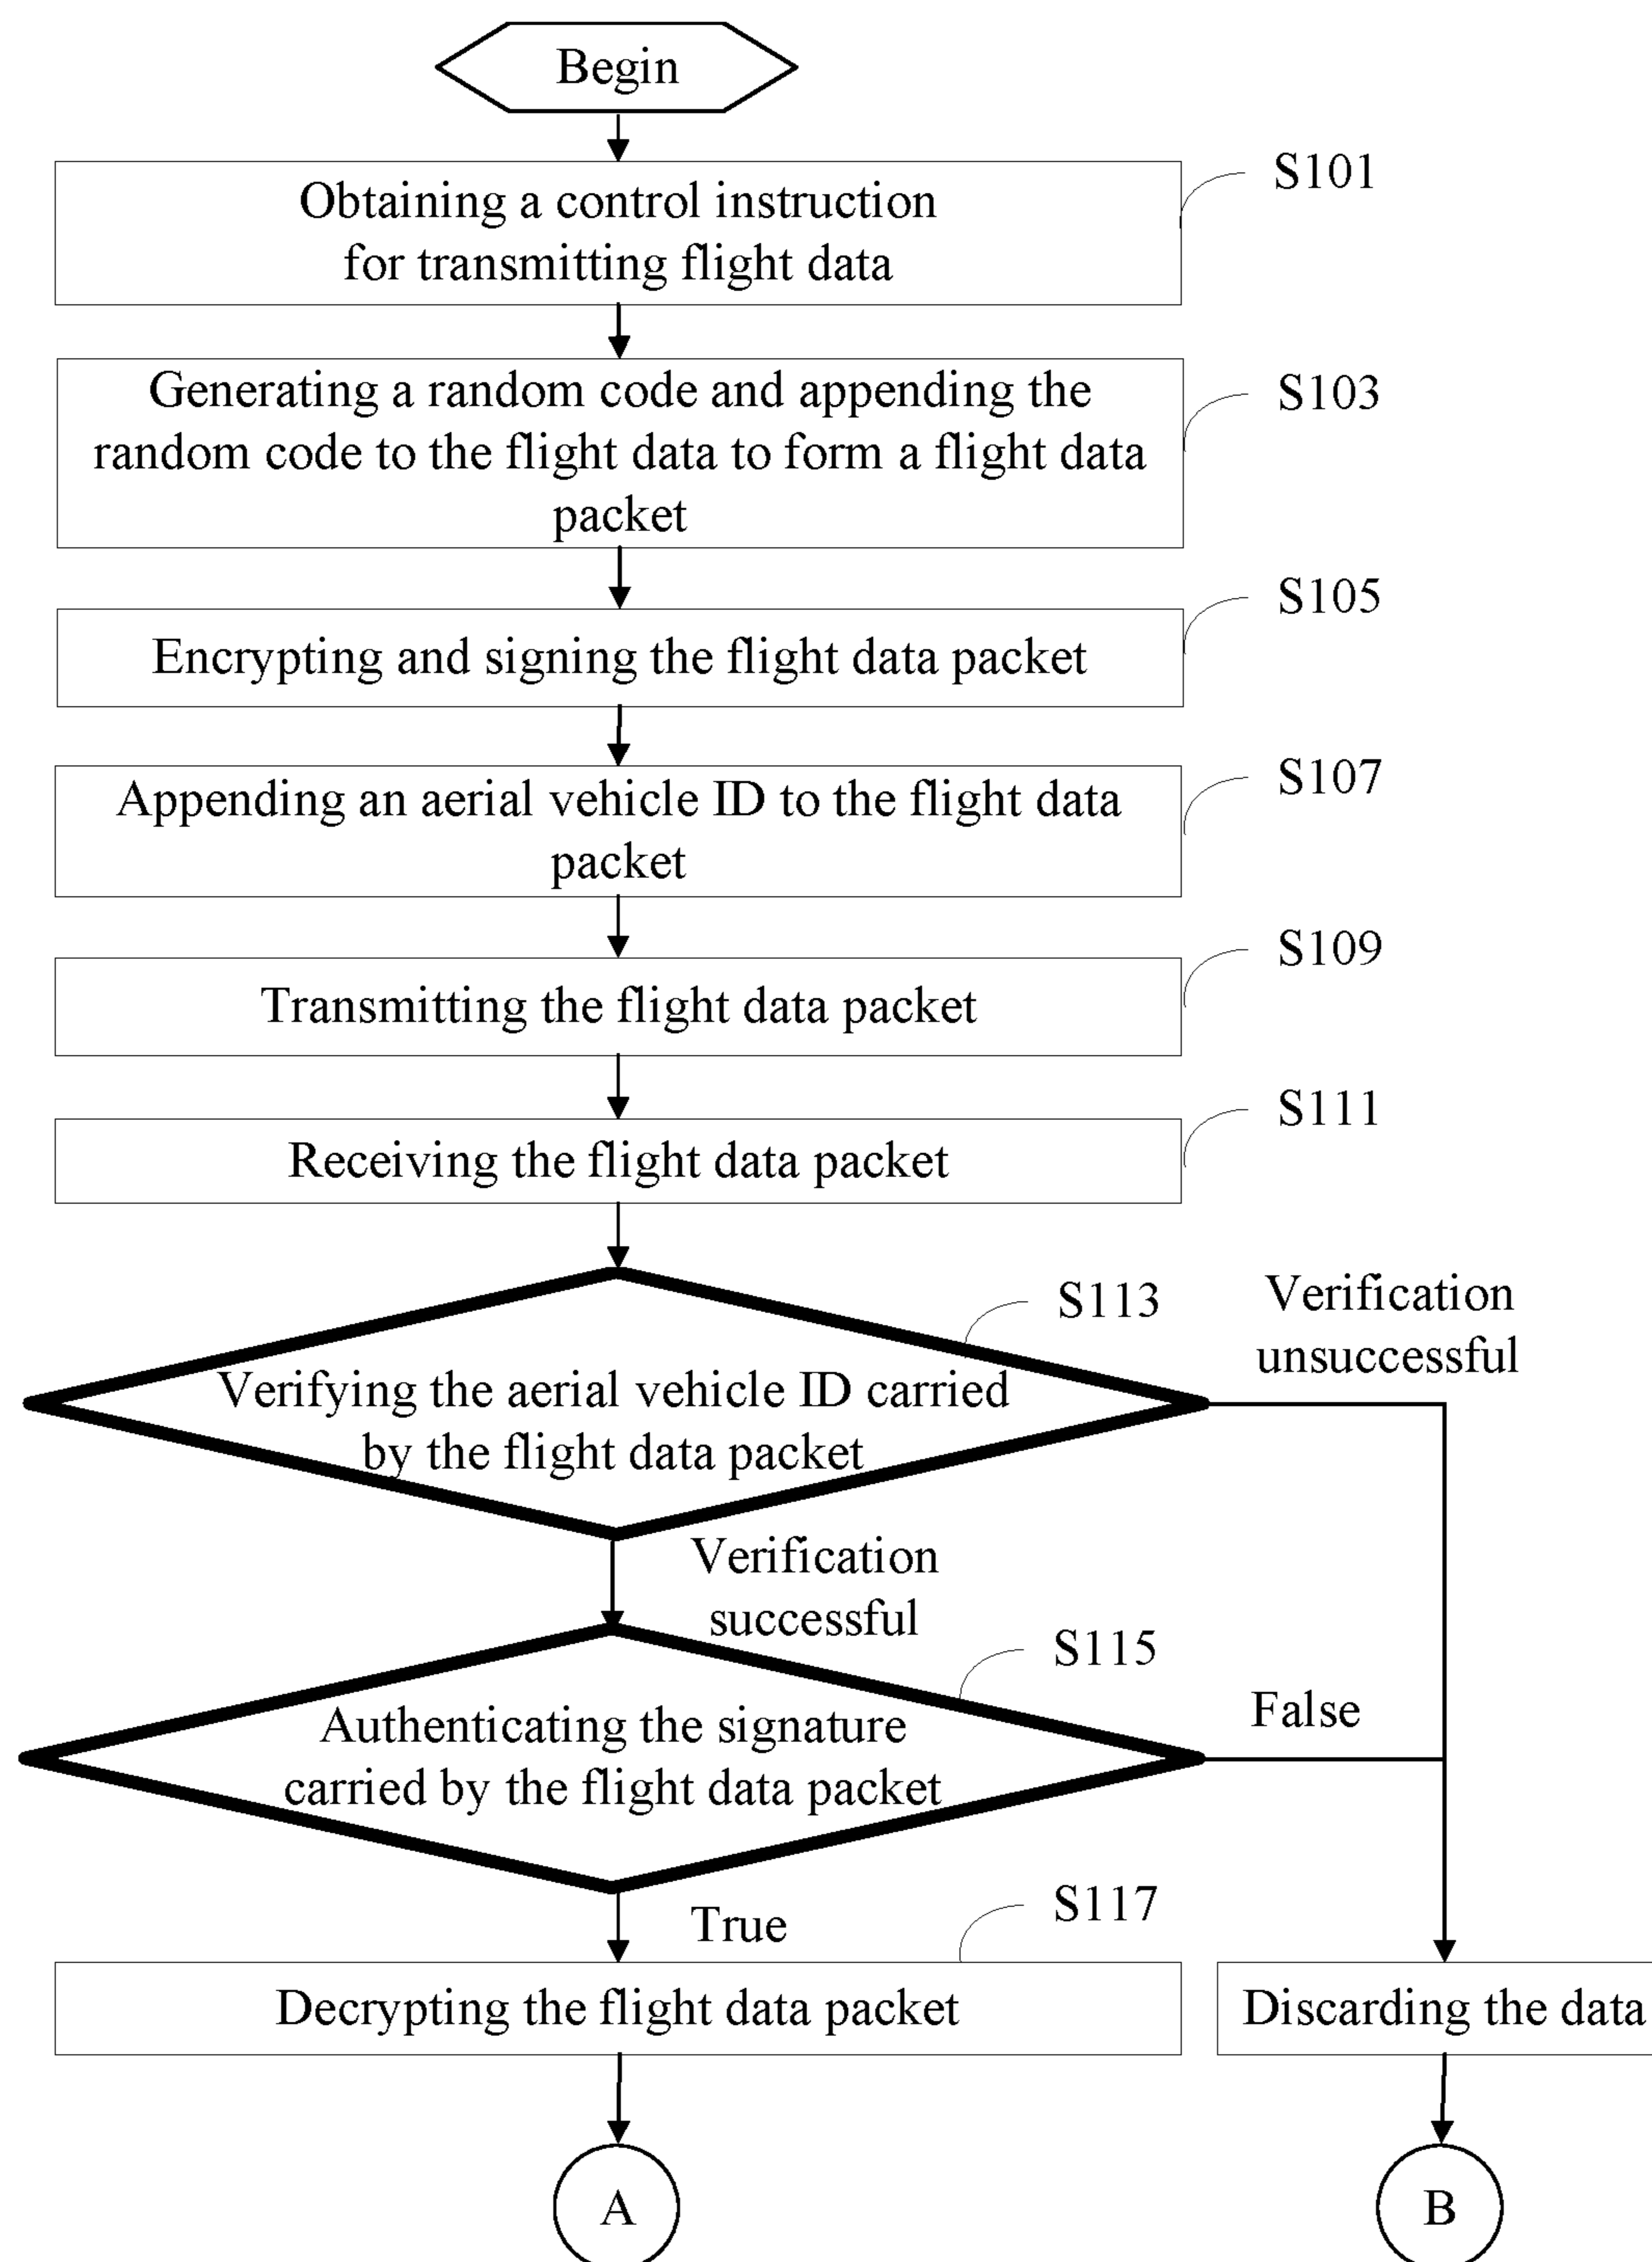 Begin
Obtaining a control instruction
for transmitting flight data
S101
Generating a random code and appending the
random code to the flight data to form a flight data
packet
S103
Encrypting and signing the flight data packet
S105
Appending an aerial vehicle ID to the flight data
packet
S107
Transmitting the flight data packet
S109
Receiving the flight data packet
S111
Verifying the aerial vehicle ID carried
by the flight data packet
S113
Verification
unsuccessful
Verification
successful
Authenticating the signature
carried by the flight data packet
S115
False
True
S117
Decrypting the flight data packet
Discarding the data
A
B